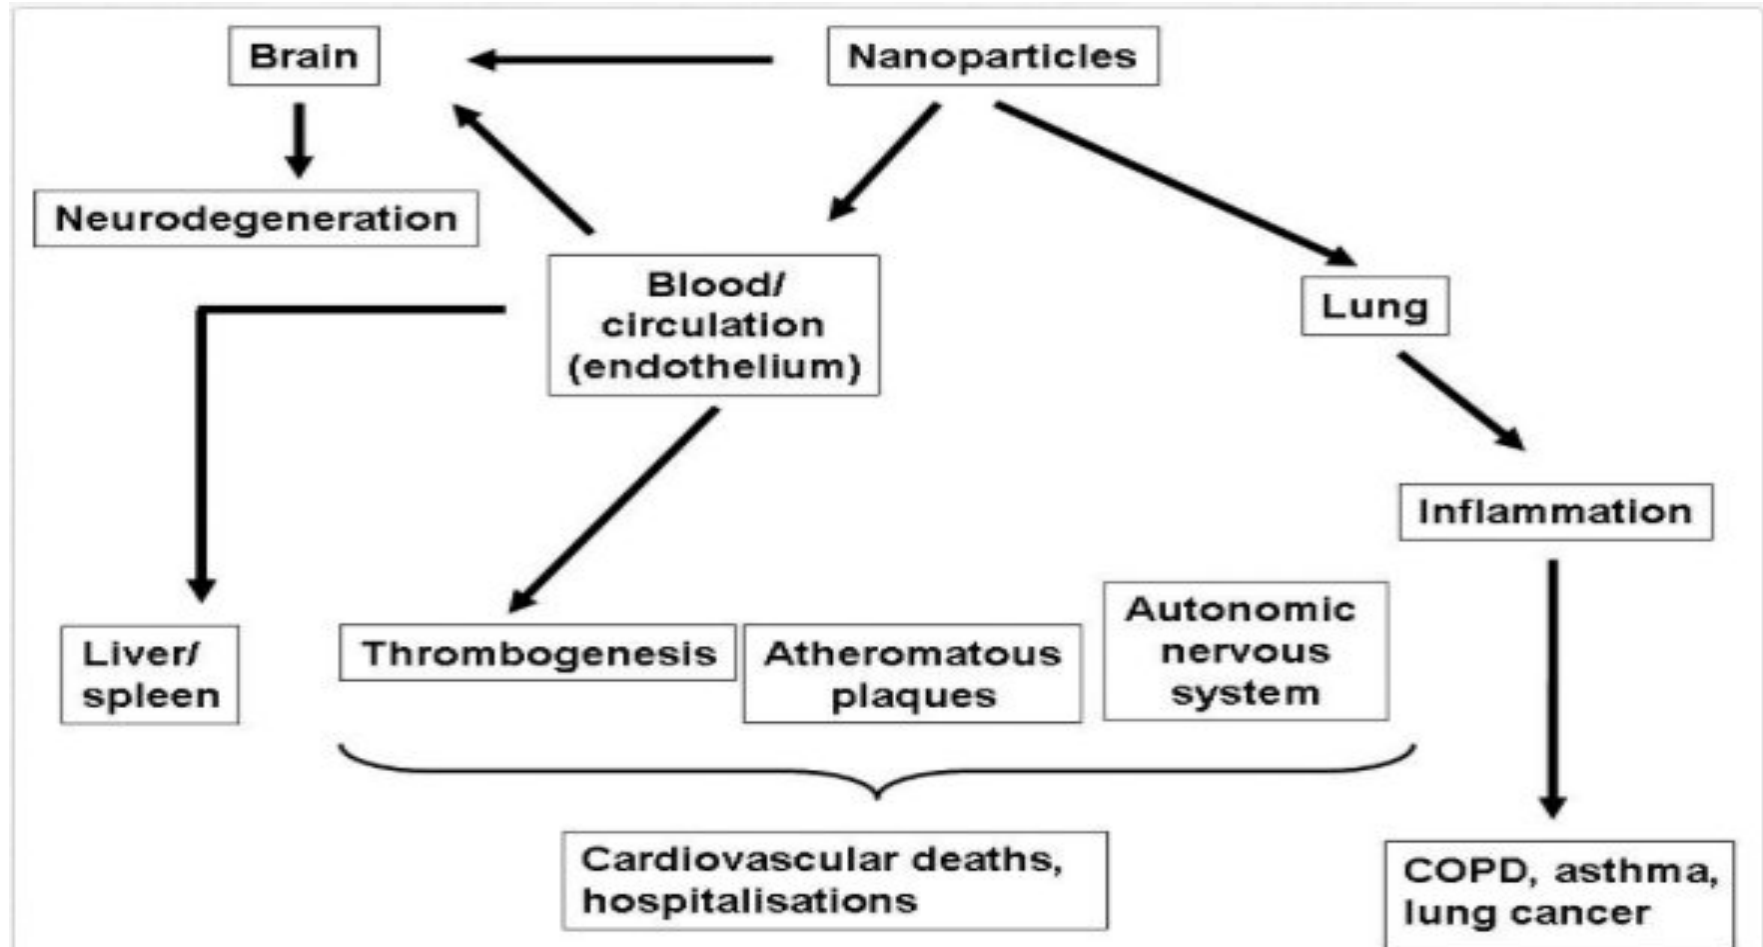 Brain
Nanoparticles
Neurodegeneration
Blood/
circulation
(endothelium)
Lung
Inflammation
Liver/
spleen
Thrombogenesis
Atheromatous
plaques
Autonomic
nervous
system
Cardiovascular deaths,
hospitalisations
COPD, asthma,
lung cancer